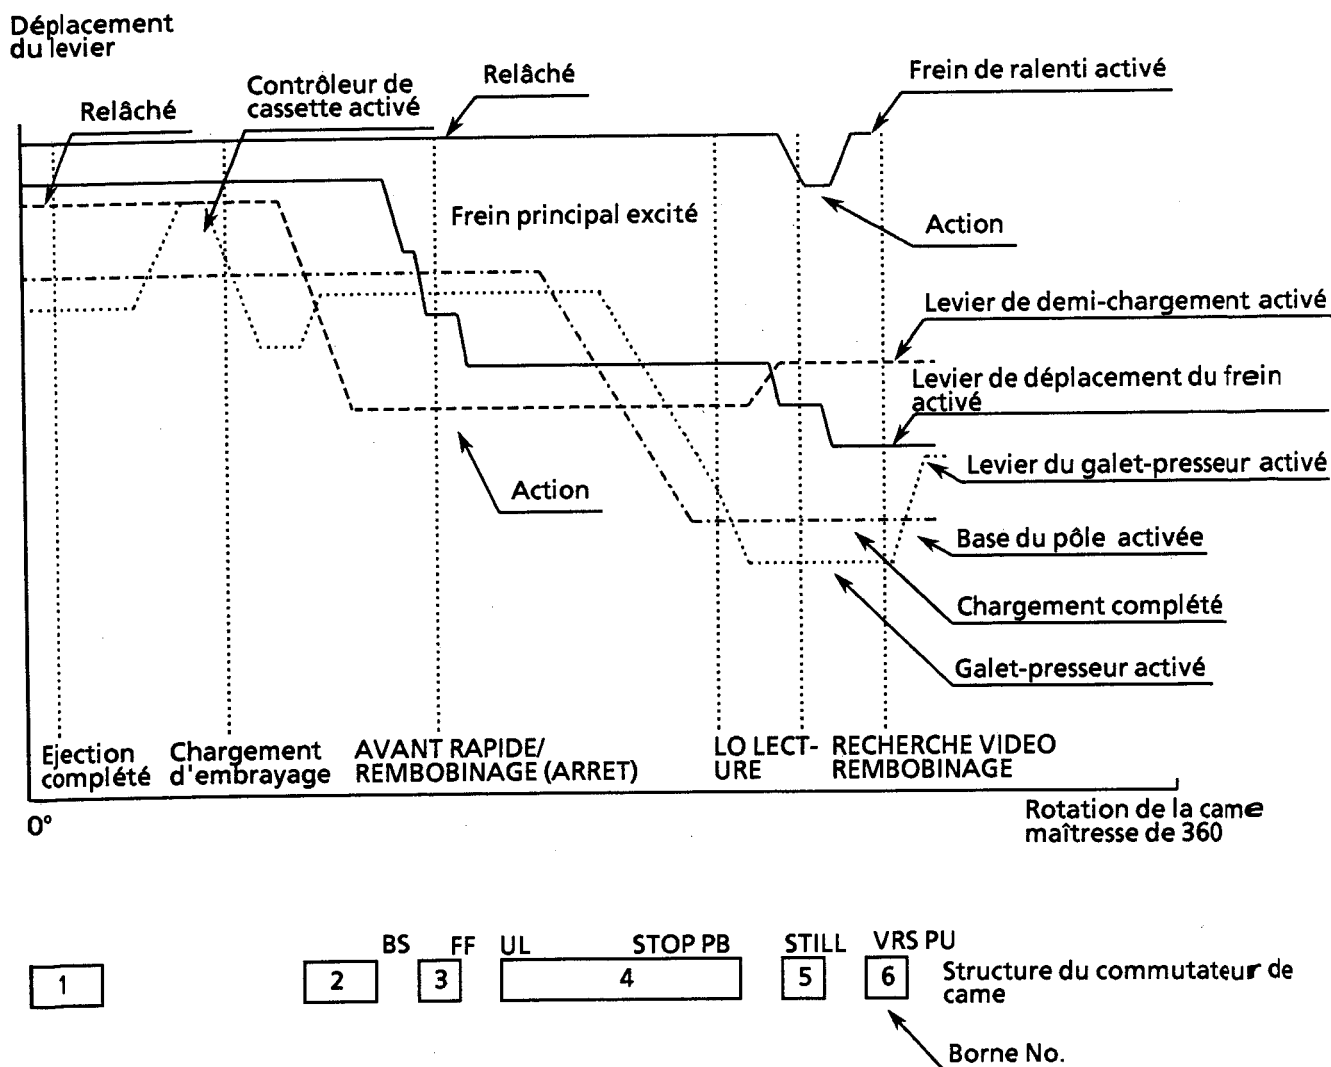 Déplacement
du levier
Relâché
Contrôleur de
cassette activé
Relâché
Frein de ralenti activé
Frein principal excité
Action
Levier de demi-chargement activé
Levier de déplacement du frein
activé
Levier du galet-presseur activé
Action
Base du pôle activée
Chargement complété
Galet-presseur activé
Ejection
complété
Chargement
d'embrayage
AVANT RAPIDE/
REMBOBINAGE (ARRET)
LO LECT-
URE
RECHERCHE VIDEO
REMBOBINAGE
0°
Rotation de la came
maîtresse de 360
BS FF UL STOP PB STILL VRS PU
1 2 3 4 5 6
Structure du commutateur de
came
Borne No.